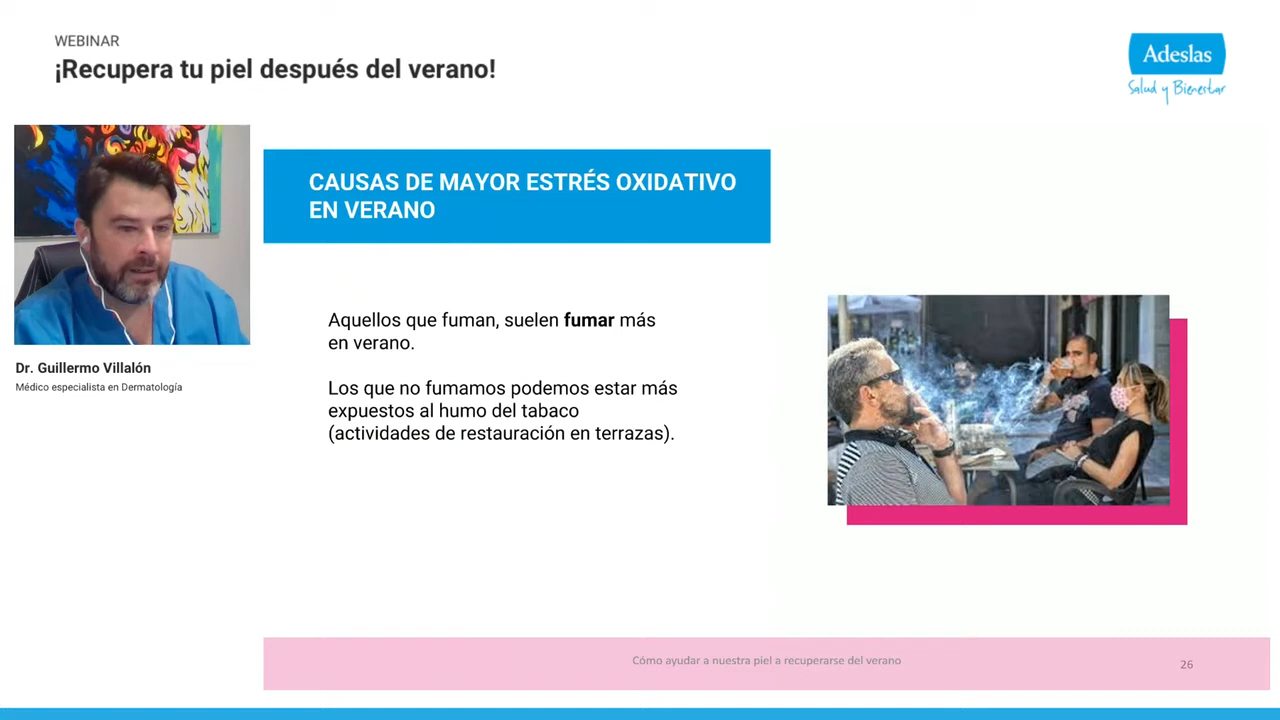 WEBINAR
¡Recupera tu piel después del verano!
Adeslas
Salud y Bienestar
CAUSAS DE MAYOR ESTRÉS OXIDATIVO
EN VERANO
Aquellos que fuman, suelen fumar más
en verano.
Los que no fumamos podemos estar más
expuestos al humo del tabaco
(actividades de restauración en terrazas).
Dr. Guillermo Villalón
Médico especialista en Dermatología
Cómo ayudar a nuestra piel a recuperarse del verano
26